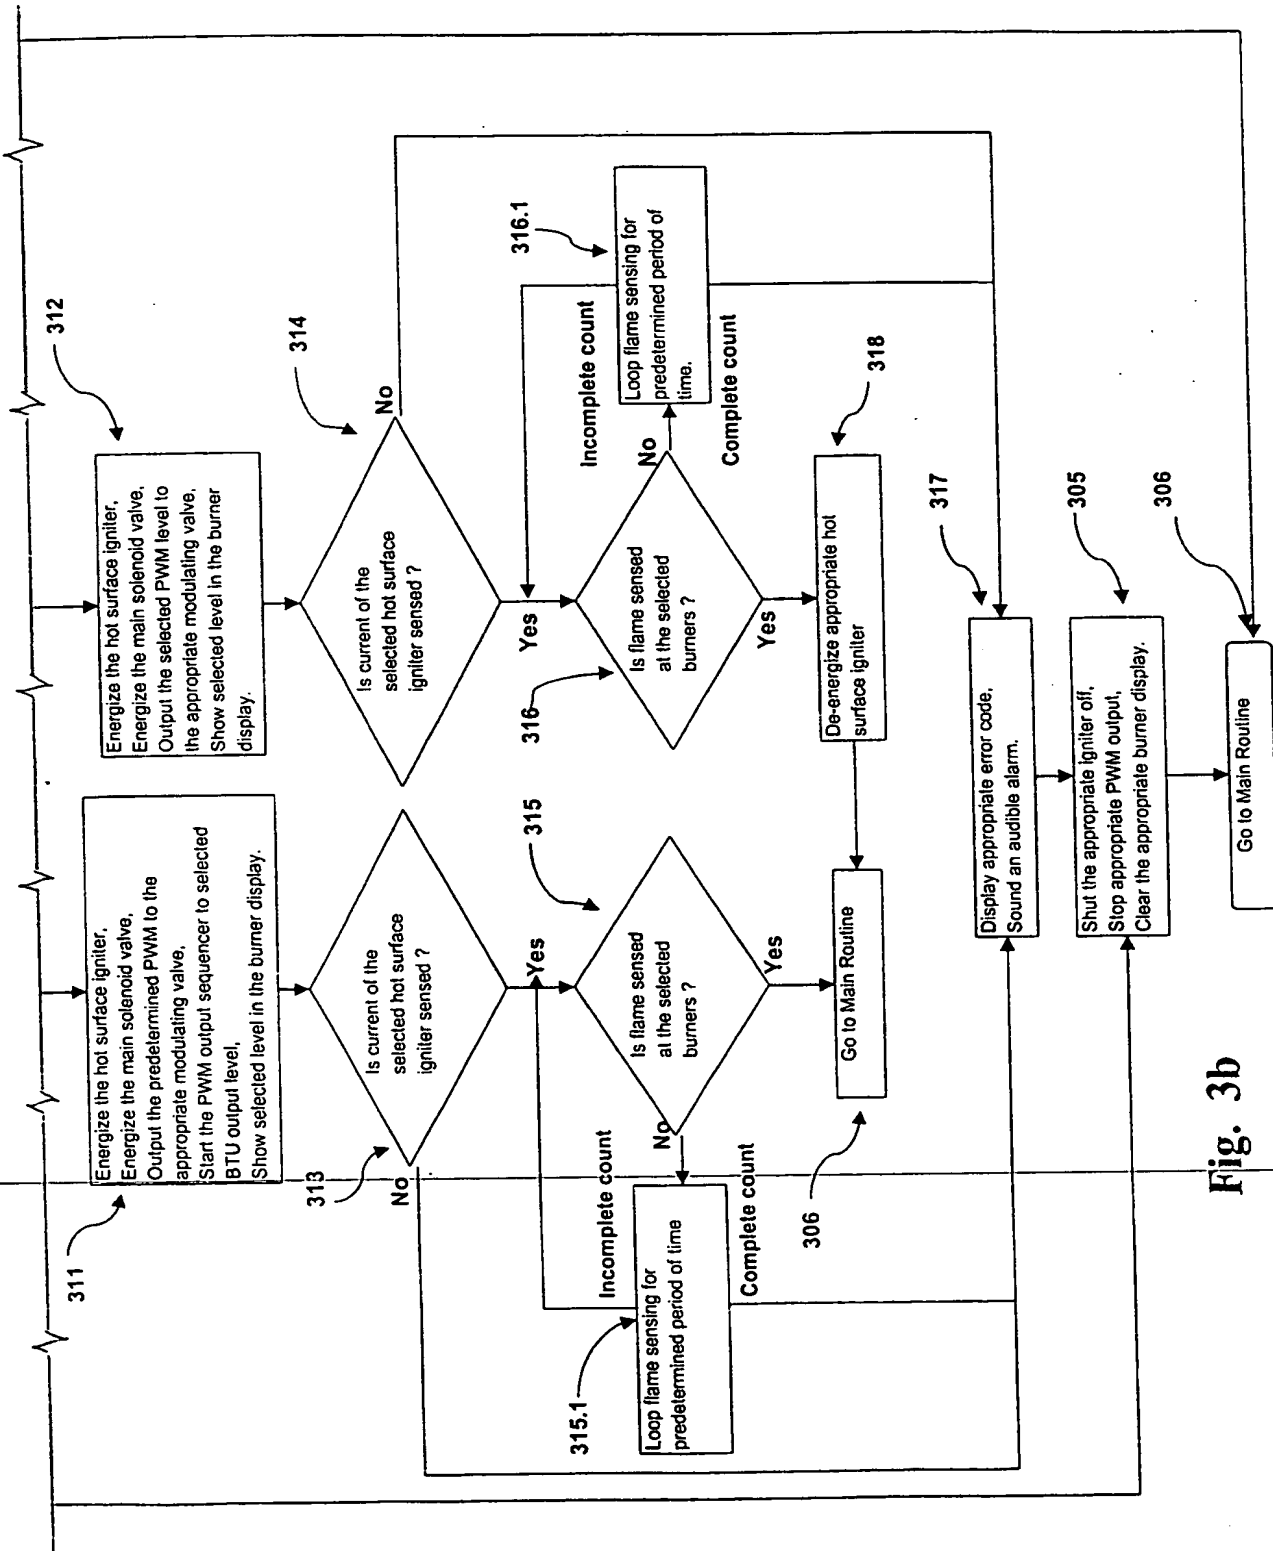 311
Energize the hot surface igniter,
Energize the main solenoid valve,
Output the predetermined PWM to the
appropriate modulating valve,
Start the PWM output sequencer to selected
BTU output level,
Show selected level in the burner display.
312
Energize the hot surface igniter,
Energize the main solenoid valve,
Output the selected PWM level to
the appropriate modulating valve,
Show selected level in the burner
display.
313
Is current of the
selected hot surface
igniter sensed ?
No
Yes
314
Is current of the
selected hot surface
igniter sensed ?
No
Yes
315.1
Loop flame sensing for
predetermined period of time
Incomplete count
Complete count
315
Is flame sensed
at the selected
burners ?
No
Yes
316
Is flame sensed
at the selected
burners ?
No
Yes
316.1
Loop flame sensing for
predetermined period of
time.
Incomplete count
Complete count
306
Go to Main Routine
318
De-energize appropriate hot
surface igniter
317
Display appropriate error code,
Sound an audible alarm.
305
Shut the appropriate igniter off,
Stop appropriate PWM output,
Clear the appropriate burner display.
306
Go to Main Routine
Fig. 3b